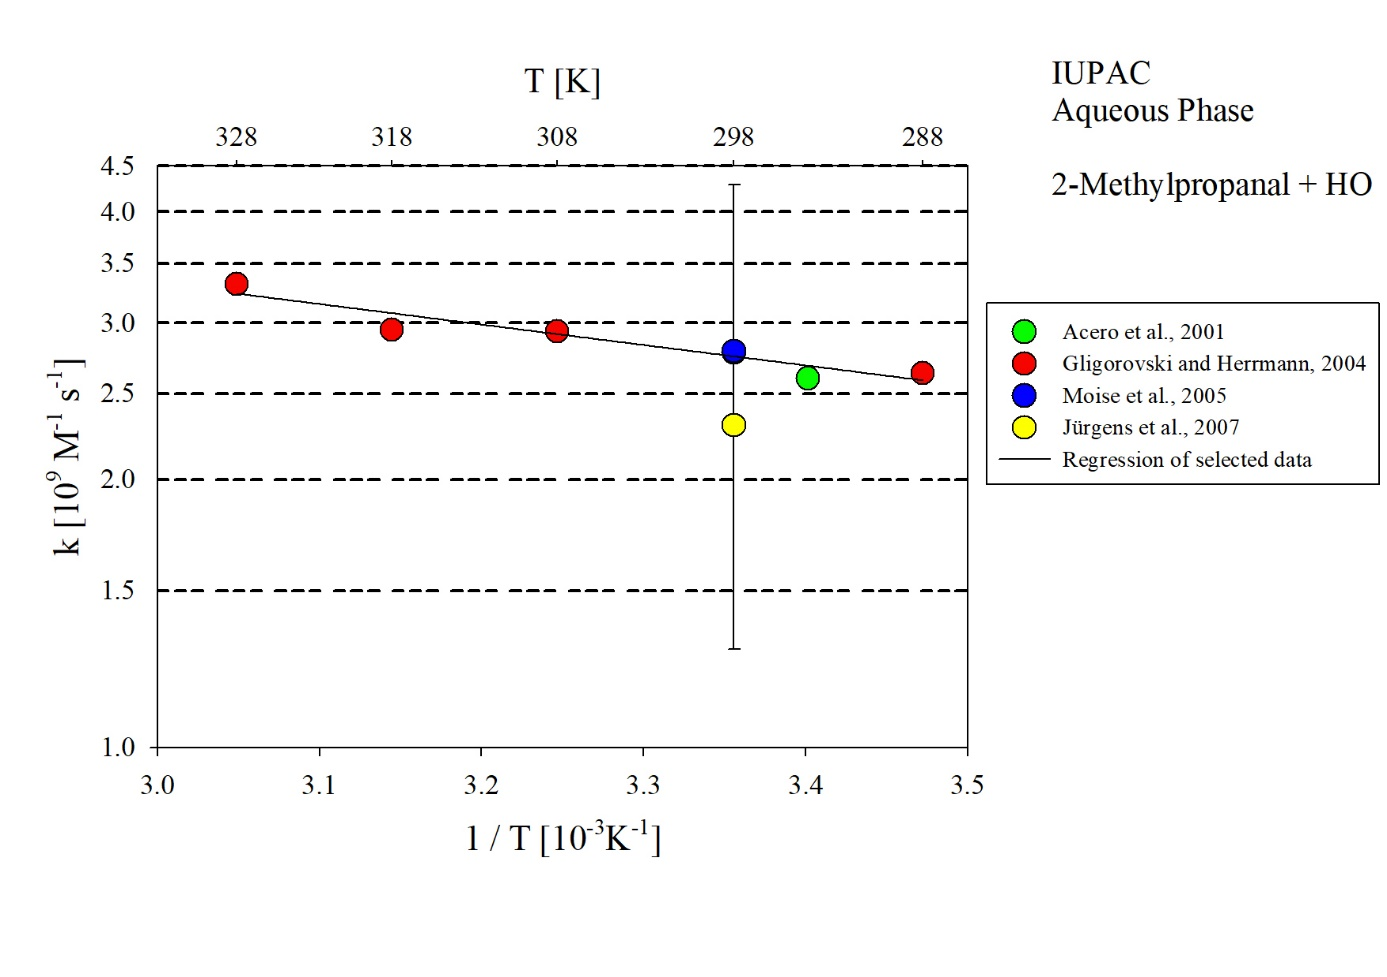 IUPAC
Aqueous Phase
2-Methylpropanal + HO
T [K]
328 318 308 298 288
4.5
4.0
3.5
3.0
2.5
2.0
1.5
1.0
k [10⁹ M⁻¹ s⁻¹]
3.0 3.1 3.2 3.3 3.4 3.5
1 / T [10⁻³K⁻¹]
Acero et al., 2001
Gligorovski and Herrmann, 2004
Moise et al., 2005
Jürgens et al., 2007
Regression of selected data